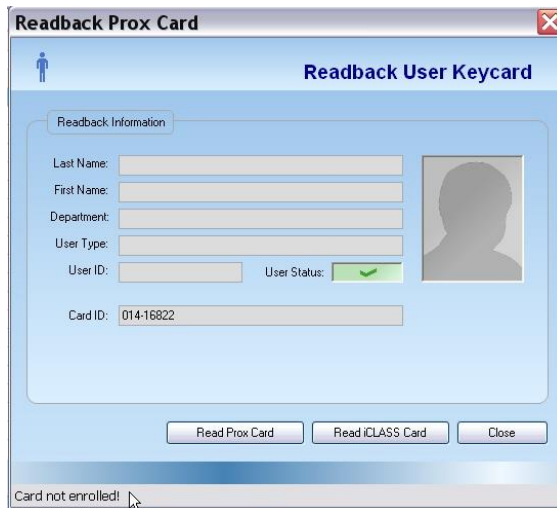 Readback Prox Card
Readback User Keycard
Readback Information
Last Name:
First Name:
Department:
User Type:
User ID: User Status:
Card ID: 014-16822
Read Prox Card Read iCLASS Card Close
Card not enrolled!